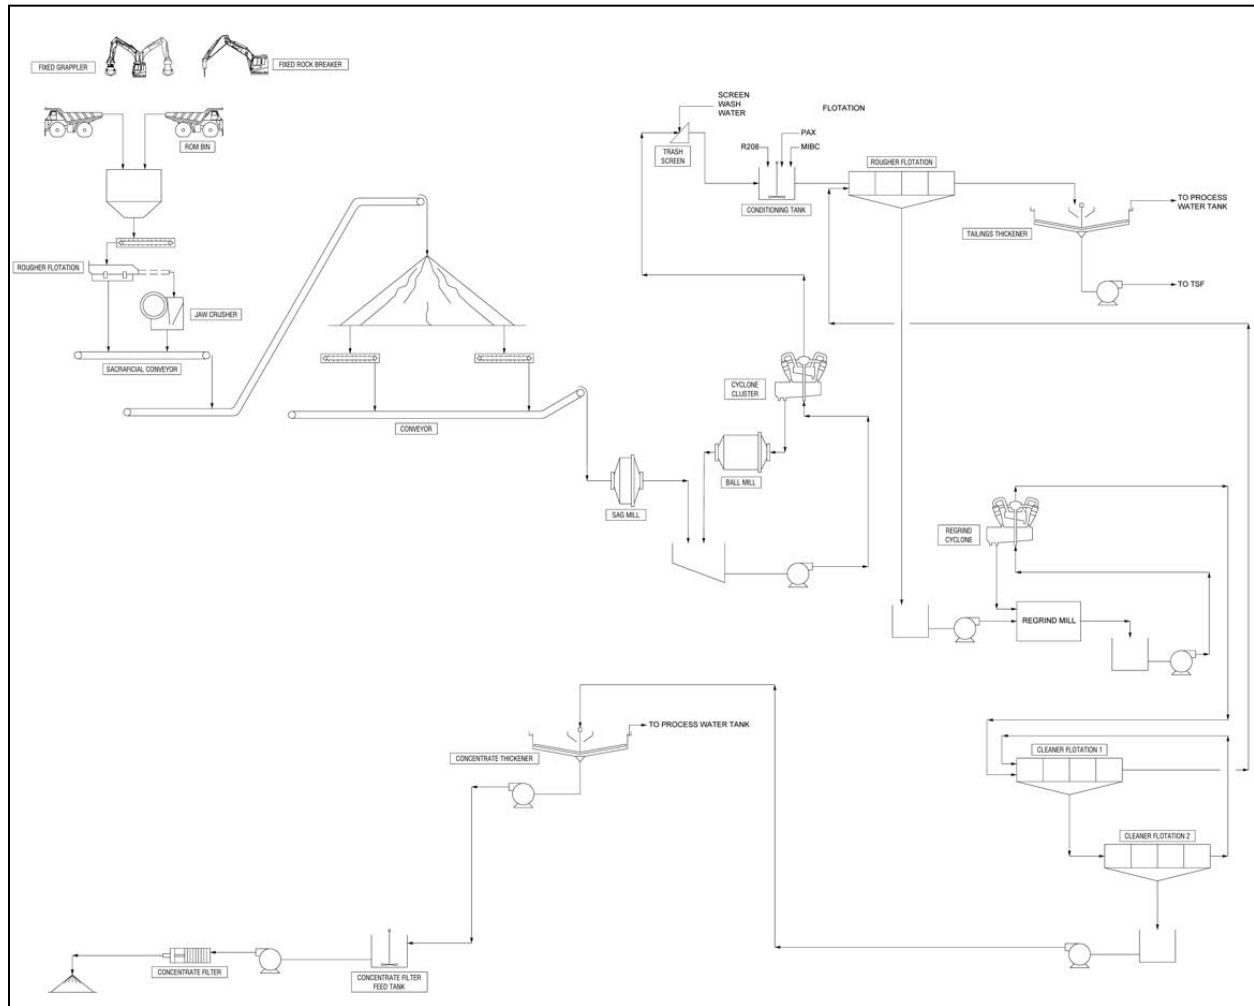 FIXED GRAPPLER
FIXED ROCK BREAKER
ROM BIN
ROUGHER FLOTATION
JAW CRUSHER
SACRAFICIAL CONVEYOR
CONVEYOR
SAG MILL
BALL MILL
CYCLONE
CLUSTER
SCREEN
WASH
WATER
FLOTATION
TRASH
SCREEN
R208
PAX
MIBC
CONDITIONING TANK
ROUGHER FLOTATION
TAILINGS THICKENER
TO PROCESS
WATER TANK
TO TSF
REGRIND
CYCLONE
REGRIND MILL
CLEANER FLOTATION 1
CLEANER FLOTATION 2
TO PROCESS WATER TANK
CONCENTRATE THICKENER
CONCENTRATE FILTER
FEED TANK
CONCENTRATE FILTER